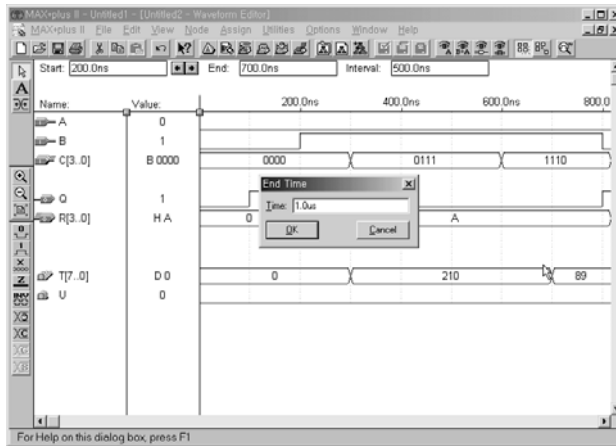 MAX+plus II - Untitled1 - [Untitled2 - Waveform Editor]
MAX+plus II File Edit View Node Assign Utilities Options Window Help
Start: 200.0ns End: 700.0ns Interval: 500.0ns
Name: Value: 200.0ns 400.0ns 600.0ns 800.0
A 0
B 1
C[3..0] B 0000 0000 0111 1110
End Time
Time: 1.0us
Q 1
R[3..0] H A 0 A
OK Cancel
T[7..0] D 0 0 210 89
U 0
For Help on this dialog box, press F1